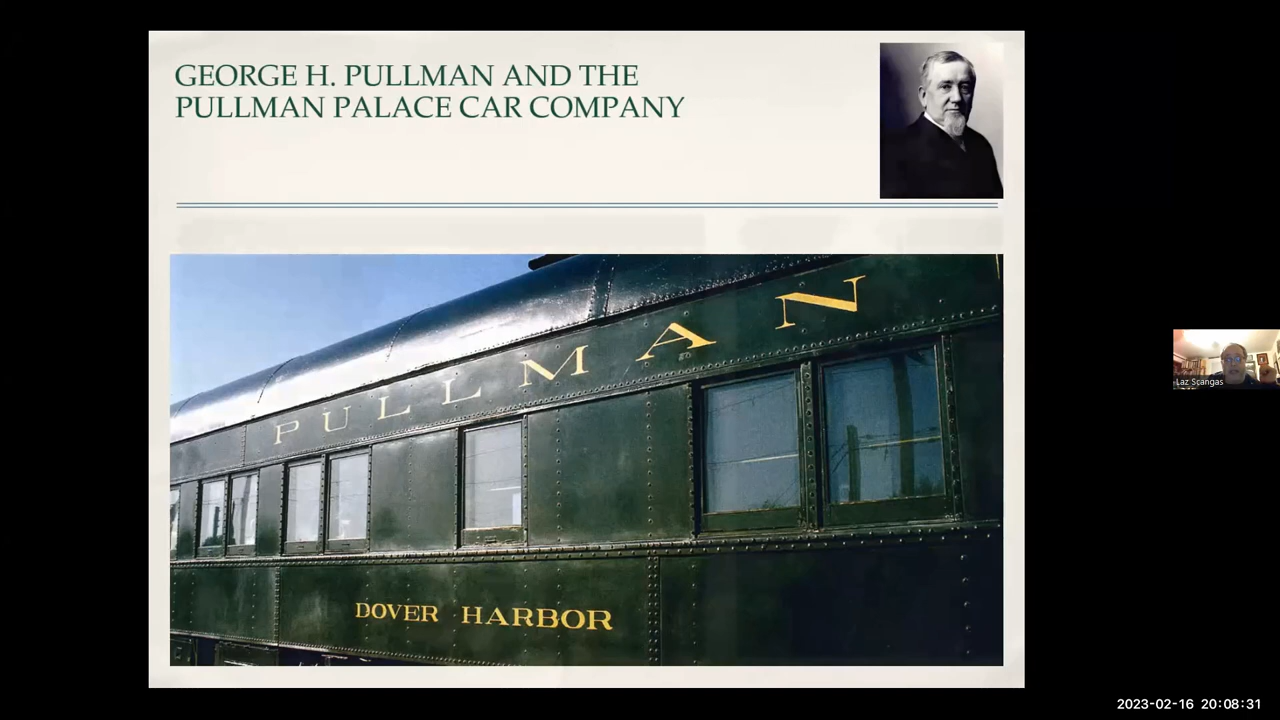 GEORGE H. PULLMAN AND THE
PULLMAN PALACE CAR COMPANY
PULLMAN
DOVER HARBOR
Laz Scangas
2023-02-16 20:08:31